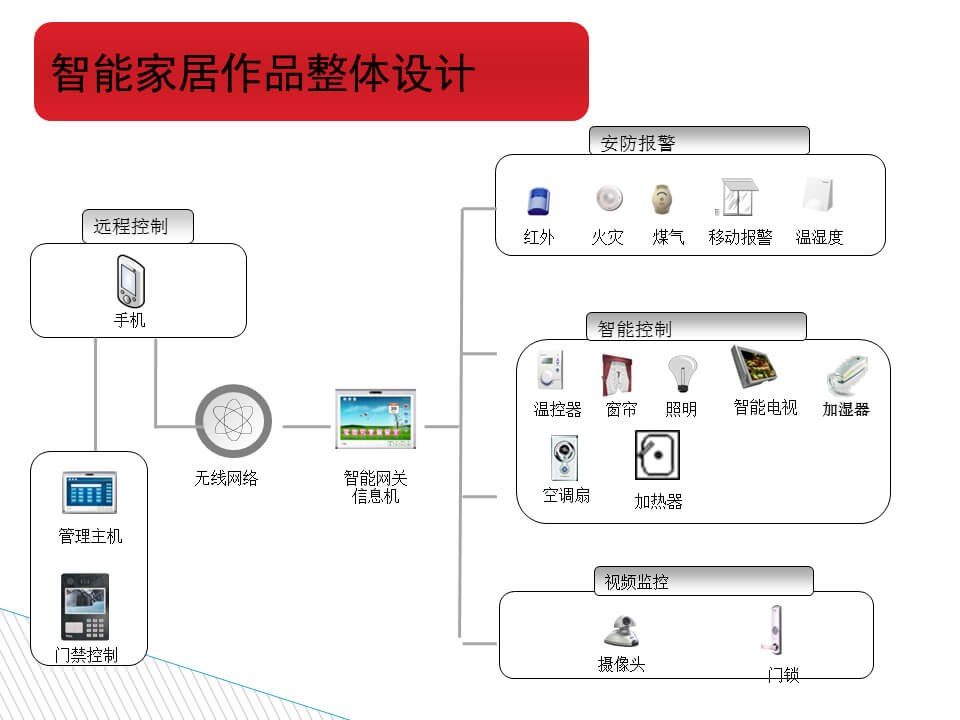 智能家居作品整体设计
安防报警
红外
火灾
煤气
移动报警
温湿度
远程控制
手机
智能控制
温控器
窗帘
照明
智能电视
加湿器
空调扇
加热器
无线网络
智能网关
信息机
管理主机
门禁控制
视频监控
摄像头
门锁